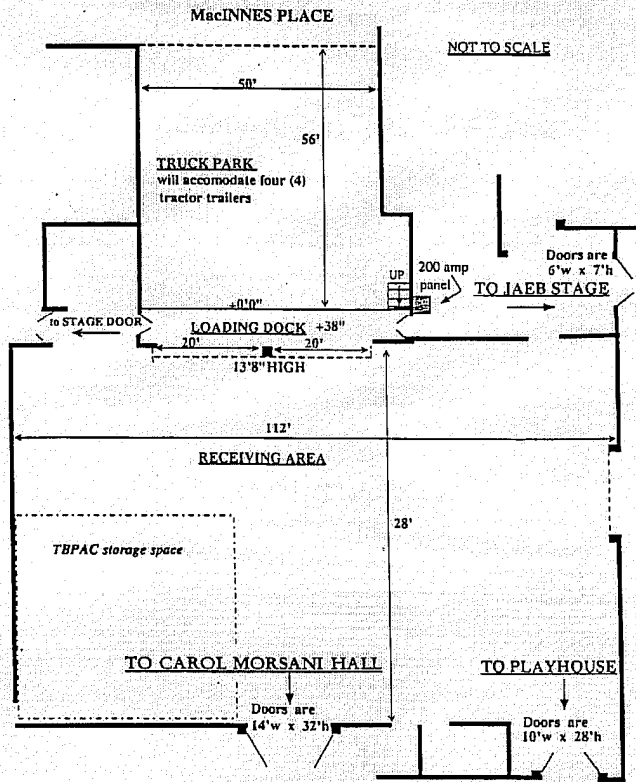 MacINNES PLACE
NOT TO SCALE
50'
56'
TRUCK PARK
will accomodate four (4)
tractor trailers
Doors are
6'w x 7'h
UP
200 amp
panel
TO JAEB STAGE
+0'0"
to STAGE DOOR
LOADING DOCK +38"
20' 20'
13'8" HIGH
112'
RECEIVING AREA
28'
TBPAC storage space
TO CAROL MORSANI HALL
TO PLAYHOUSE
Doors are
14'w x 32'h
Doors are
10'w x 28'h